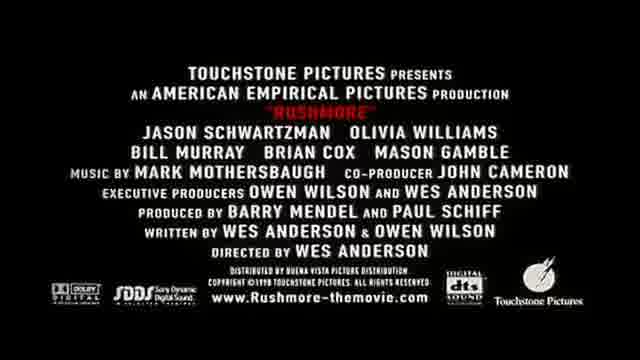 TOUCHSTONE PICTURES PRESENTS
AN AMERICAN EMPIRICAL PICTURES PRODUCTION
"RUSHMORE"
JASON SCHWARTZMAN OLIVIA WILLIAMS
BILL MURRAY BRIAN COX MASON GAMBLE
MUSIC BY MARK MOTHERSBAUGH CO-PRODUCER JOHN CAMERON
EXECUTIVE PRODUCERS OWEN WILSON AND WES ANDERSON
PRODUCED BY BARRY MENDEL AND PAUL SCHIFF
WRITTEN BY WES ANDERSON & OWEN WILSON
DIRECTED BY WES ANDERSON
DISTRIBUTED BY BUENA VISTA PICTURE DISTRIBUTION
COPYRIGHT ©1998 TOUCHSTONE PICTURES. ALL RIGHTS RESERVED
www.Rushmore-themovie.com
DOLBY
DIGITAL
SDDS Sony Dynamic
Digital Sound
DIGITAL
dts
SOUND
Touchstone Pictures